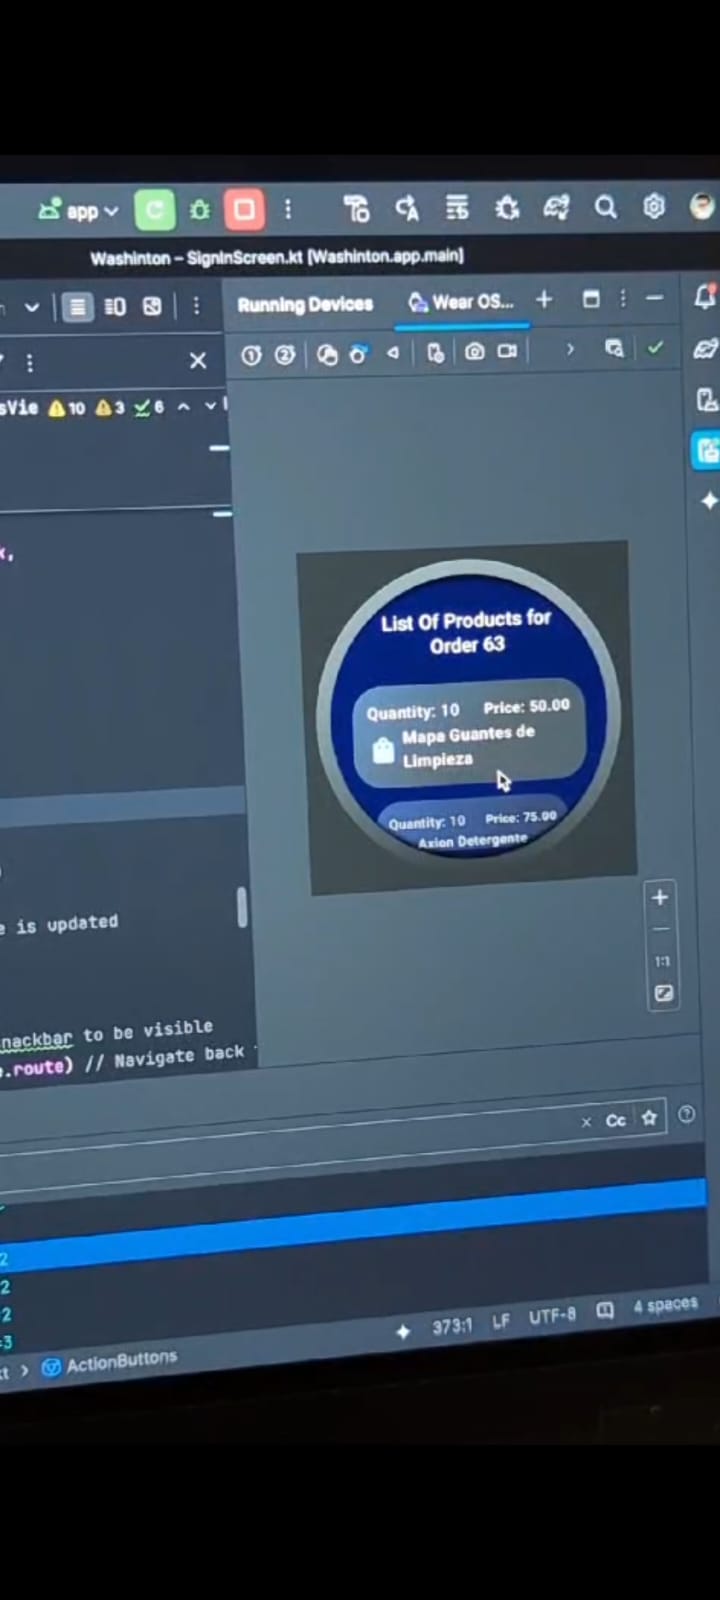 app
Washinton – SignInScreen.kt [Washinton.app.main]
Running Devices
Wear OS...
10 3 6
List Of Products for
Order 63
Quantity: 10 Price: 50.00
Mapa Guantes de
Limpieza
Quantity: 10 Price: 75.00
Axion Detergente
1:1
e is updated
nackbar to be visible
.route) // Navigate back
Cc
2
2
2
3
373:1 LF UTF-8 4 spaces
ActionButtons